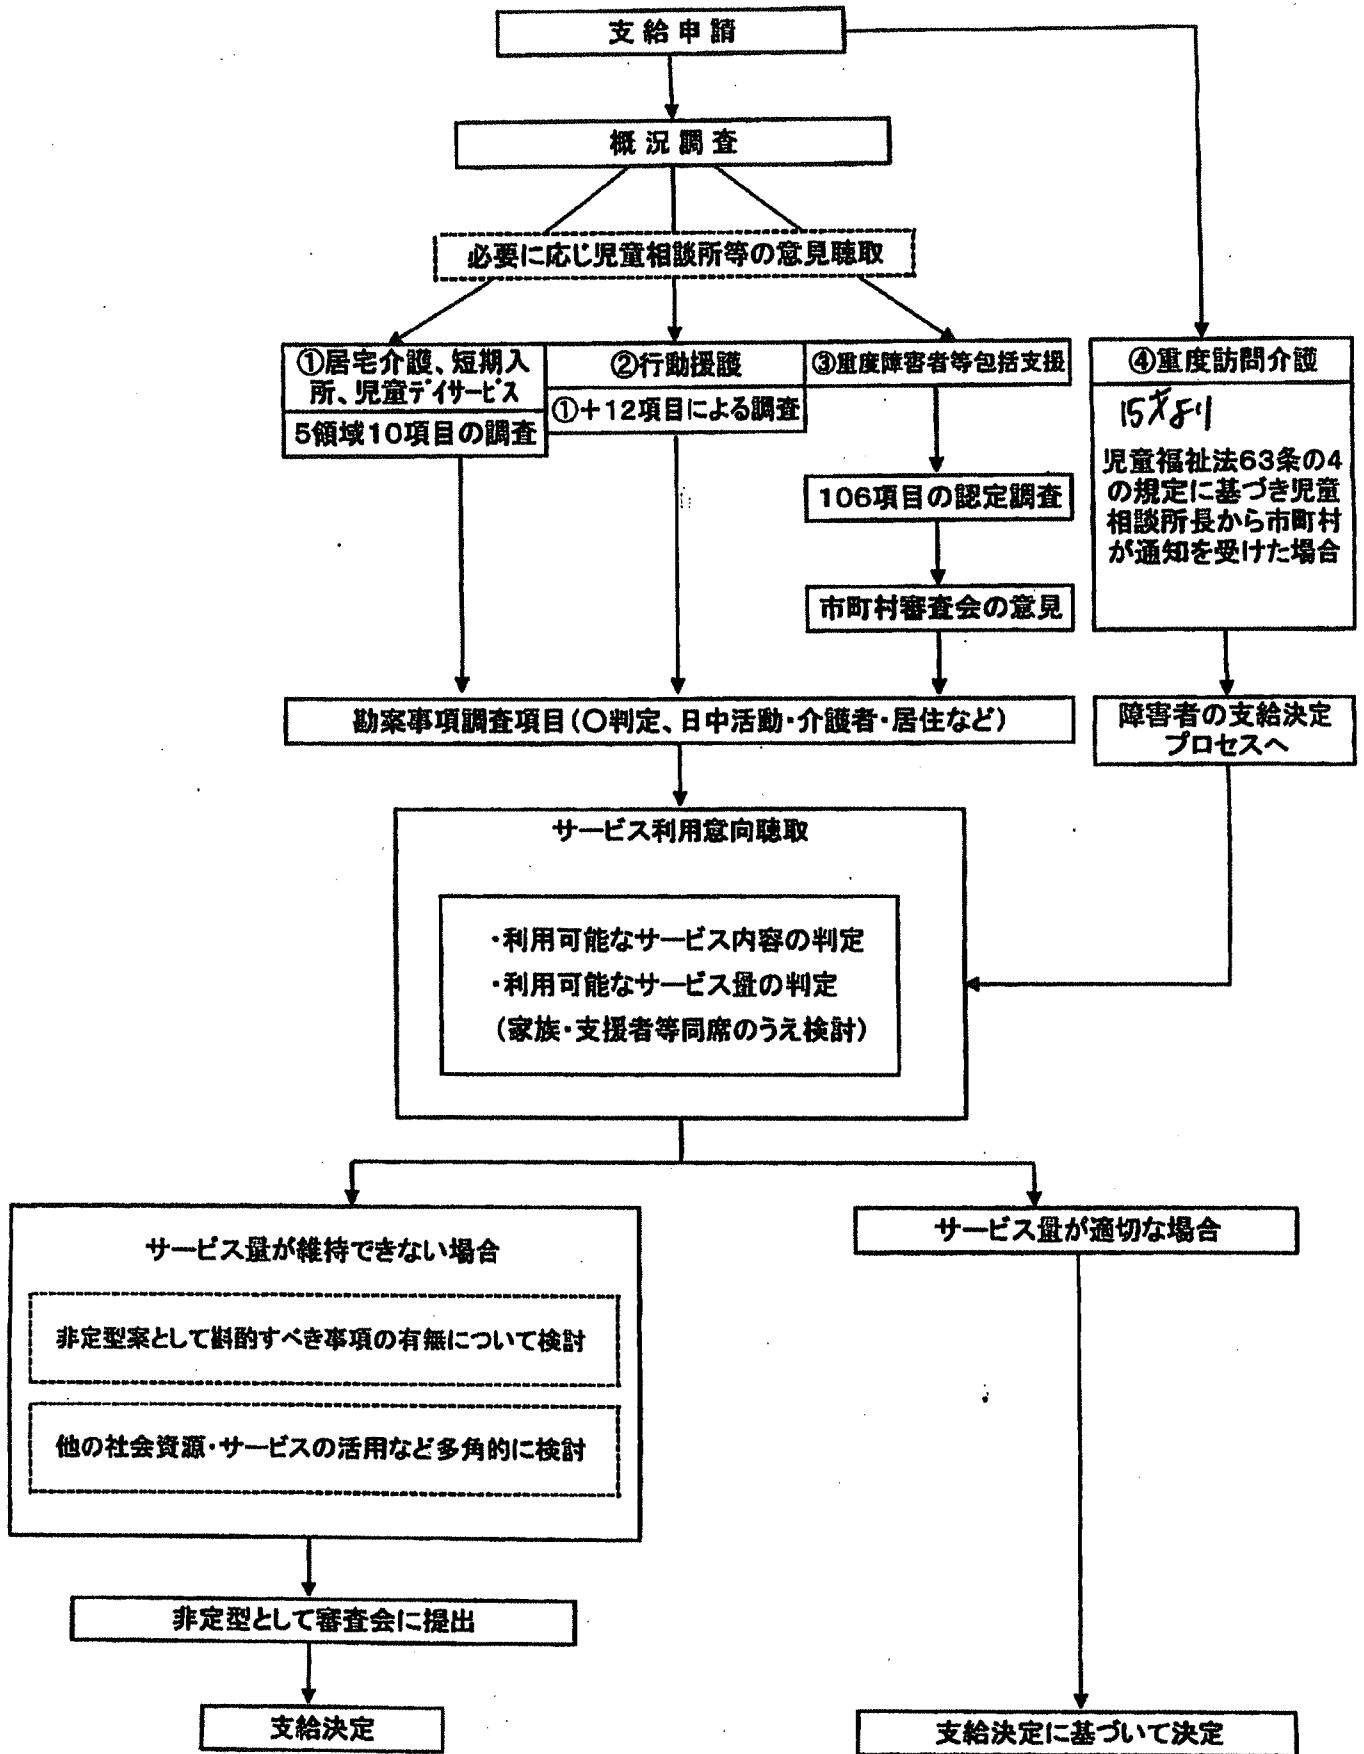 支給申請
概況調査
必要に応じ児童相談所等の意見聴取
①居宅介護、短期入
所、児童デイサービス
5領域10項目の調査
②行動援護
①+12項目による調査
③重度障害者等包括支援
106項目の認定調査
市町村審査会の意見
④重度訪問介護
15才より
児童福祉法63条の4
の規定に基づき児童
相談所長から市町村
が通知を受けた場合
勘案事項調査項目(〇判定、日中活動・介護者・居住など)
障害者の支給決定
プロセスへ
サービス利用意向聴取
・利用可能なサービス内容の判定
・利用可能なサービス量の判定
(家族・支援者等同席のうえ検討)
サービス量が維持できない場合
非定型案として斟酌すべき事項の有無について検討
他の社会資源・サービスの活用など多角的に検討
非定型として審査会に提出
支給決定
サービス量が適切な場合
支給決定に基づいて決定